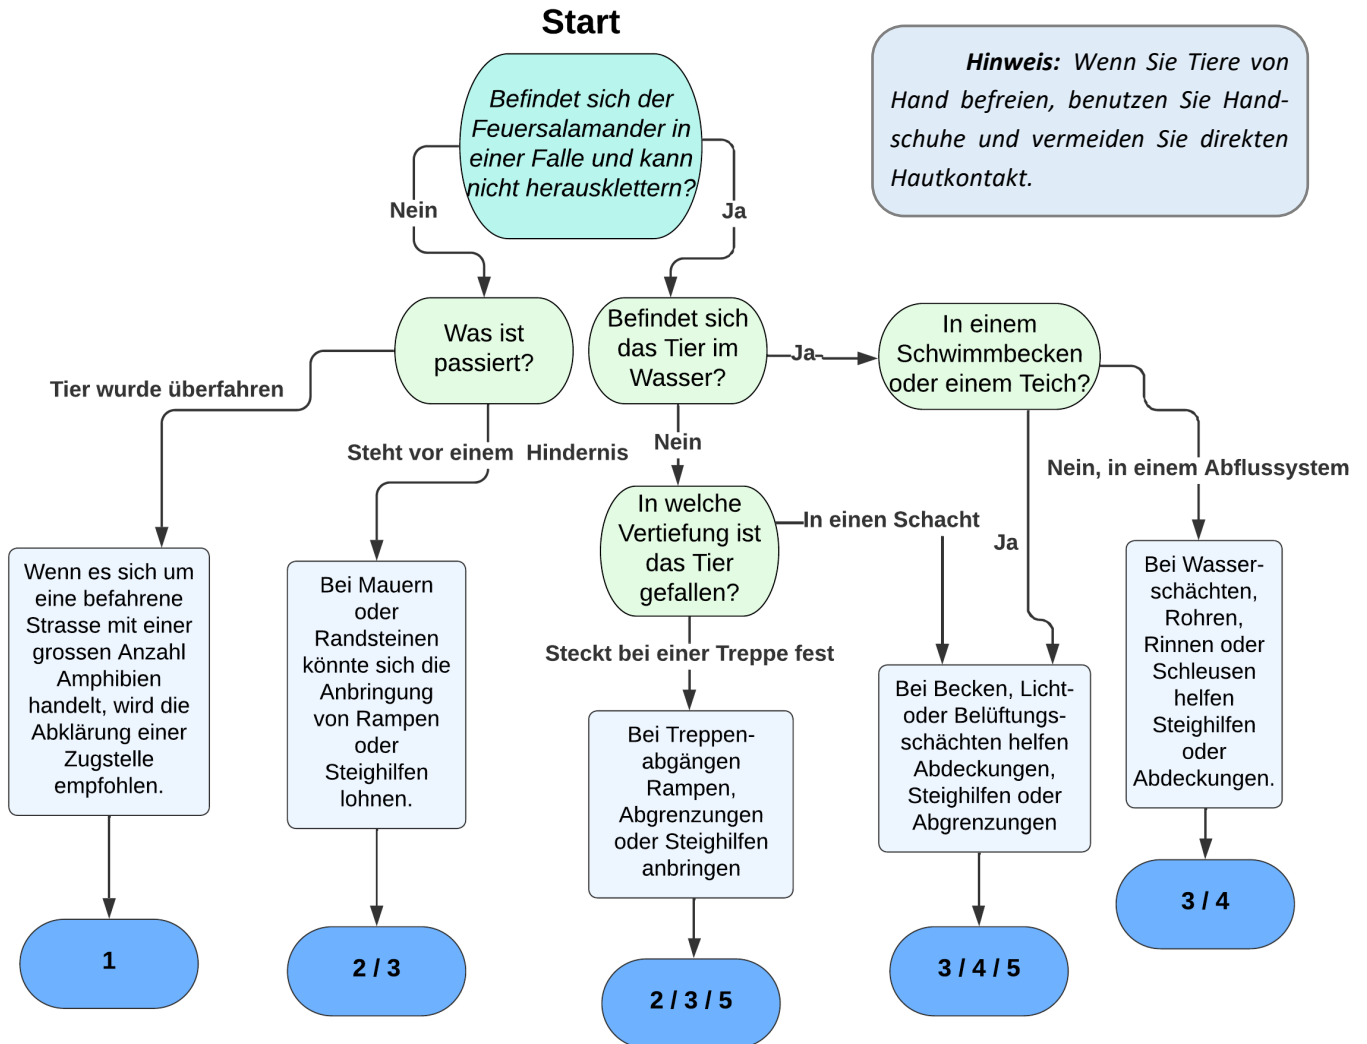 Start
Befindet sich der
Feuersalamander in
einer Falle und kann
nicht herausklettern?
Hinweis: Wenn Sie Tiere von
Hand befreien, benutzen Sie Hand-
schuhe und vermeiden Sie direkten
Hautkontakt.
Nein
Ja
Was ist
passiert?
Befindet sich
das Tier im
Wasser?
Ja
In einem
Schwimmbecken
oder einem Teich?
Tier wurde überfahren
Steht vor einem Hindernis
Nein
Nein, in einem Abflussystem
In welche
Vertiefung ist
das Tier
gefallen?
In einen Schacht
Ja
Steckt bei einer Treppe fest
Wenn es sich um
eine befahrene
Strasse mit einer
grossen Anzahl
Amphibien
handelt, wird die
Abklärung einer
Zugstelle
empfohlen.
Bei Mauern
oder
Randsteinen
könnte sich die
Anbringung
von Rampen
oder
Steighilfen
lohnen.
Bei Treppen-
abgängen
Rampen,
Abgrenzungen
oder Steighilfen
anbringen
Bei Becken, Licht-
oder Belüftungs-
schächten helfen
Abdeckungen,
Steighilfen oder
Abgrenzungen
Bei Wasser-
schächten,
Rohren,
Rinnen oder
Schleusen
helfen
Steighilfen
oder
Abdeckungen.
1
2 / 3
2 / 3 / 5
3 / 4 / 5
3 / 4